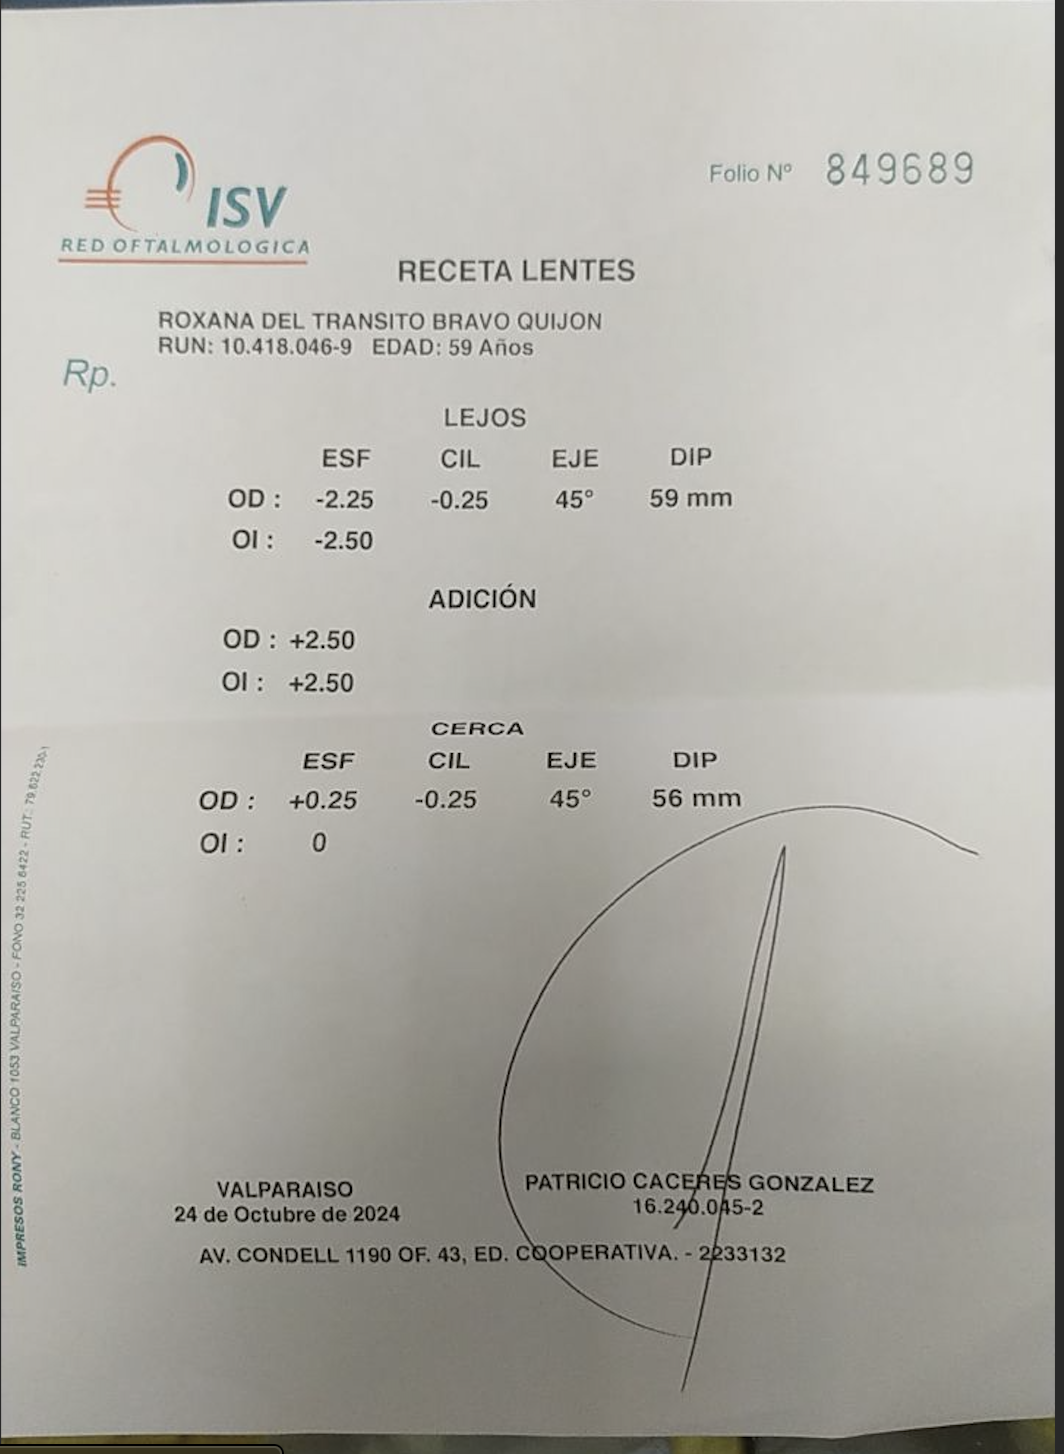 ISV
RED OFTALMOLOGICA
Folio Nº 849689
RECETA LENTES
ROXANA DEL TRANSITO BRAVO QUIJON
RUN: 10.418.046-9 EDAD: 59 Años
Rp.
LEJOS
ESF CIL EJE DIP
OD : -2.25 -0.25 45° 59 mm
OI : -2.50
ADICIÓN
OD : +2.50
OI : +2.50
CERCA
ESF CIL EJE DIP
OD : +0.25 -0.25 45° 56 mm
OI : 0
VALPARAISO
24 de Octubre de 2024
PATRICIO CACERES GONZALEZ
16.240.045-2
AV. CONDELL 1190 OF. 43, ED. COOPERATIVA. - 2233132
IMPRESOS RONY - BLANCO 1053 VALPARAISO - FONO 32 225 6422 - RUT.: 79.622.230-1